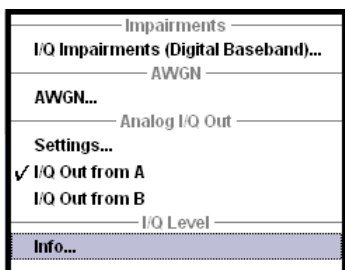 Impairments
I/Q Impairments (Digital Baseband)...
AWGN
AWGN...
Analog I/Q Out
Settings...
✓ I/Q Out from A
I/Q Out from B
I/Q Level
Info...